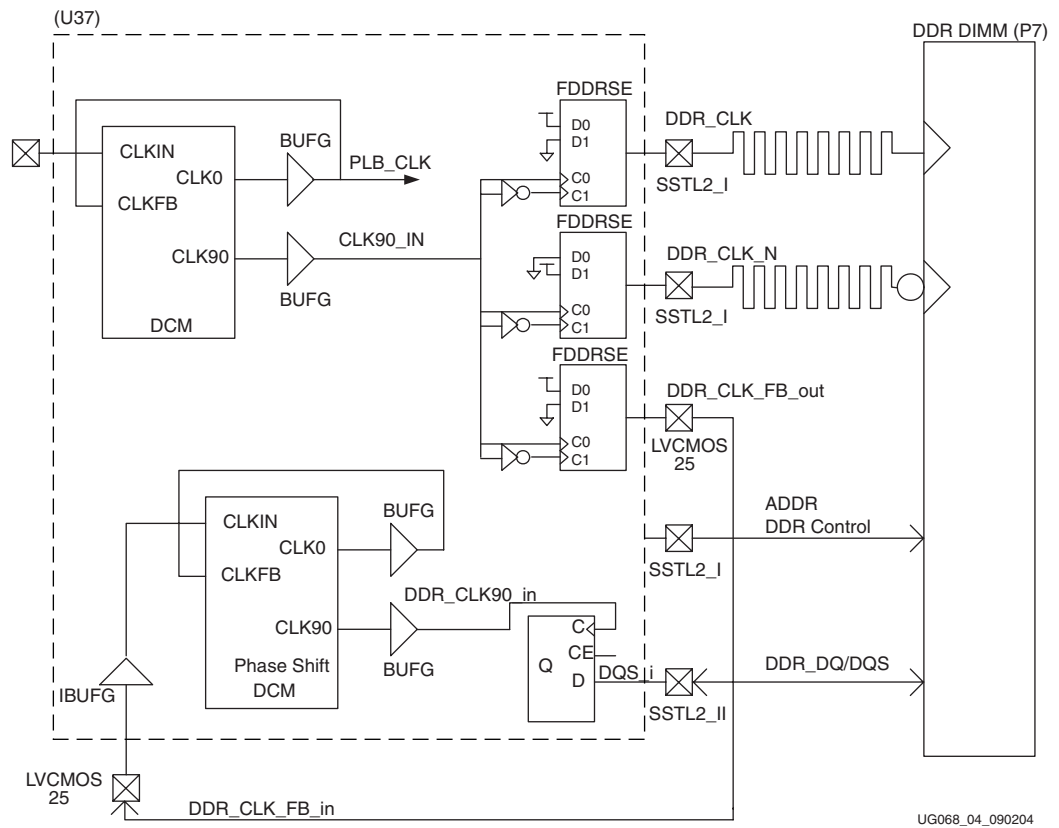 (U37)
DDR DIMM (P7)
FDDRSE
D0
D1
C0
C1
DDR_CLK
SSTL2_I
CLKIN
CLK0
CLKFB
CLK90
DCM
BUFG
PLB_CLK
CLK90_IN
BUFG
FDDRSE
D0
D1
C0
C1
DDR_CLK_N
SSTL2_I
FDDRSE
D0
D1
C0
C1
DDR_CLK_FB_out
LVCMOS
25
CLKIN
CLK0
CLKFB
CLK90
Phase Shift
DCM
BUFG
DDR_CLK90_in
BUFG
C
CE
Q
D
DQS_i
ADDR
DDR Control
SSTL2_I
DDR_DQ/DQS
SSTL2_II
IBUFG
LVCMOS
25
DDR_CLK_FB_in
UG068_04_090204